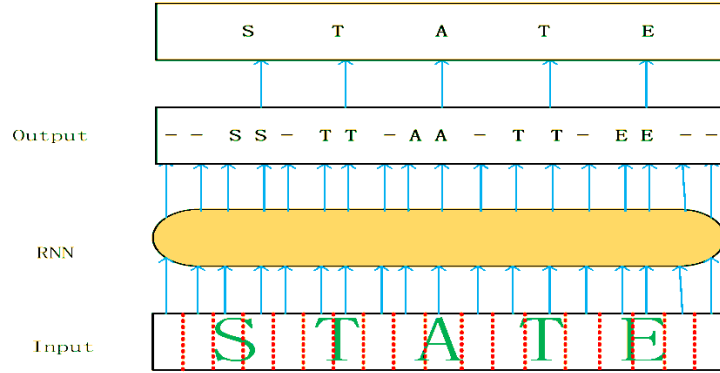 S T A T E
Output - - S S - T T - A A - T T - E E - -
RNN
Input S T A T E